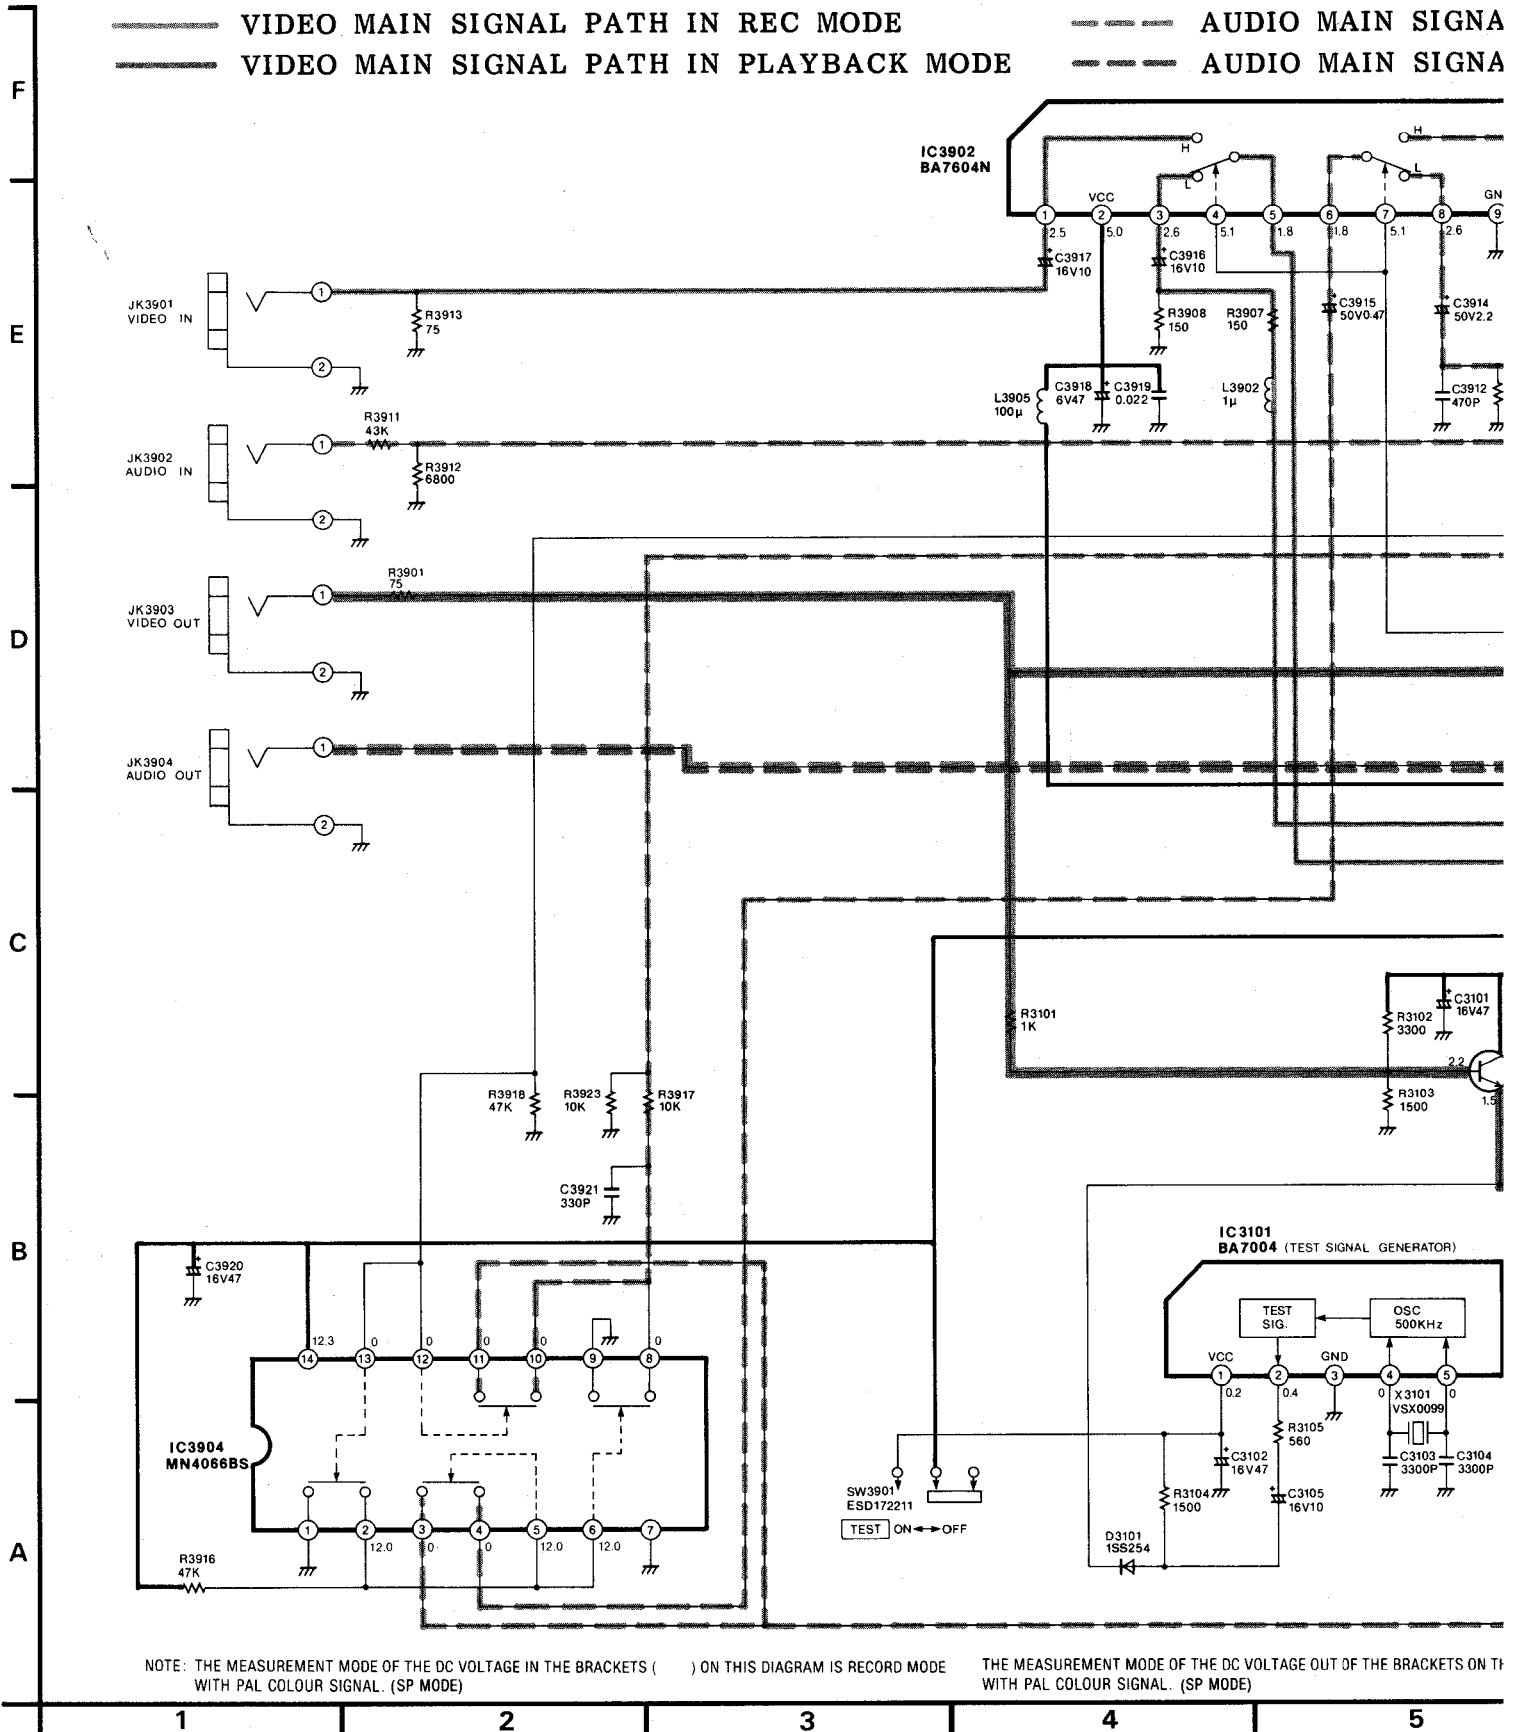 VIDEO MAIN SIGNAL PATH IN REC MODE
AUDIO MAIN SIGNA
VIDEO MAIN SIGNAL PATH IN PLAYBACK MODE
AUDIO MAIN SIGNA
F
IC3902
BA7604N
H
L
H
L
VCC
GN
1
2
3
4
5
6
7
8
9
2.5
5.0
2.6
5.1
1.8
1.8
5.1
2.6
C3917
16V10
C3916
16V10
JK3901
VIDEO IN
1
2
R3913
75
R3908
150
R3907
150
C3915
50V0.47
C3914
50V2.2
E
L3905
100μ
C3918
6V47
C3919
0.022
L3902
1μ
C3912
470P
JK3902
AUDIO IN
1
2
R3911
43K
R3912
6800
JK3903
VIDEO OUT
1
2
R3901
75
D
JK3904
AUDIO OUT
1
2
C
R3101
1K
R3102
3300
C3101
16V47
2.2
1.5
R3103
1500
R3918
47K
R3923
10K
R3917
10K
C3921
330P
B
C3920
16V47
IC3101
BA7004 (TEST SIGNAL GENERATOR)
TEST
SIG.
OSC
500KHz
VCC
GND
1
2
3
4
5
0.2
0.4
0
0
X3101
VSX0099
12.3
0
0
0
0
0
14
13
12
11
10
9
8
IC3904
MN4066BS
1
2
3
4
5
6
7
12.0
0
0
12.0
12.0
R3916
47K
SW3901
ESD172211
TEST ON OFF
R3105
560
C3102
16V47
C3103
3300P
C3104
3300P
R3104
1500
C3105
16V10
D3101
1SS254
A
NOTE: THE MEASUREMENT MODE OF THE DC VOLTAGE IN THE BRACKETS ( ) ON THIS DIAGRAM IS RECORD MODE
WITH PAL COLOUR SIGNAL. (SP MODE)
THE MEASUREMENT MODE OF THE DC VOLTAGE OUT OF THE BRACKETS ON TH
WITH PAL COLOUR SIGNAL. (SP MODE)
1
2
3
4
5